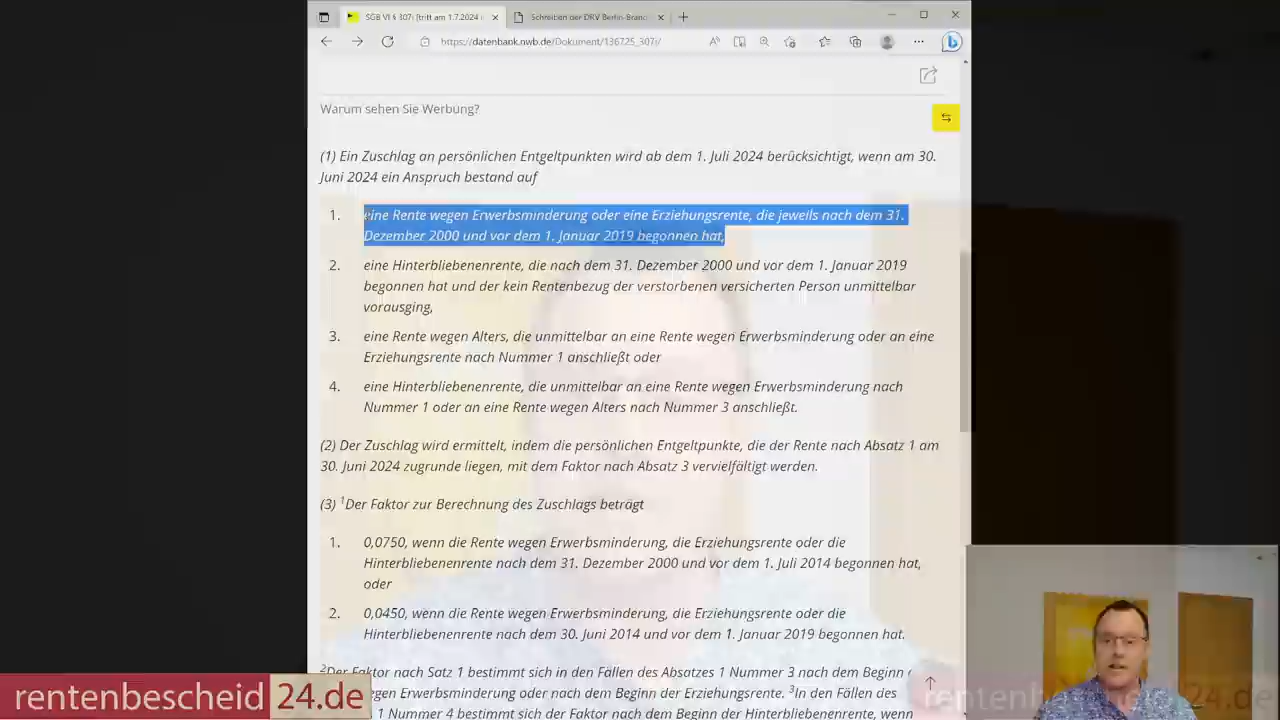 SGB VI § 307i [tritt am 1.7.2024 i
Schreiben der DRV Berlin-Brand
https://datenbank.nwb.de/Dokument/136725_307i/
Warum sehen Sie Werbung?
(1) Ein Zuschlag an persönlichen Entgeltpunkten wird ab dem 1. Juli 2024 berücksichtigt, wenn am 30.
Juni 2024 ein Anspruch bestand auf
1. eine Rente wegen Erwerbsminderung oder eine Erziehungsrente, die jeweils nach dem 31.
Dezember 2000 und vor dem 1. Januar 2019 begonnen hat,
2. eine Hinterbliebenenrente, die nach dem 31. Dezember 2000 und vor dem 1. Januar 2019
begonnen hat und der kein Rentenbezug der verstorbenen versicherten Person unmittelbar
vorausging,
3. eine Rente wegen Alters, die unmittelbar an eine Rente wegen Erwerbsminderung oder an eine
Erziehungsrente nach Nummer 1 anschließt oder
4. eine Hinterbliebenenrente, die unmittelbar an eine Rente wegen Erwerbsminderung nach
Nummer 1 oder an eine Rente wegen Alters nach Nummer 3 anschließt.
(2) Der Zuschlag wird ermittelt, indem die persönlichen Entgeltpunkte, die der Rente nach Absatz 1 am
30. Juni 2024 zugrunde liegen, mit dem Faktor nach Absatz 3 vervielfältigt werden.
(3) 1Der Faktor zur Berechnung des Zuschlags beträgt
1. 0,0750, wenn die Rente wegen Erwerbsminderung, die Erziehungsrente oder die
Hinterbliebenenrente nach dem 31. Dezember 2000 und vor dem 1. Juli 2014 begonnen hat,
oder
2. 0,0450, wenn die Rente wegen Erwerbsminderung, die Erziehungsrente oder die
Hinterbliebenenrente nach dem 30. Juni 2014 und vor dem 1. Januar 2019 begonnen hat.
2Der Faktor nach Satz 1 bestimmt sich in den Fällen des Absatzes 1 Nummer 3 nach dem Beginn
gen Erwerbsminderung oder nach dem Beginn der Erziehungsrente. 3In den Fällen des
1 Nummer 4 bestimmt sich der Faktor nach dem Beginn der Hinterbliebenenrente, wenn
rentenbescheid 24.de
rentenbescheid 24.de